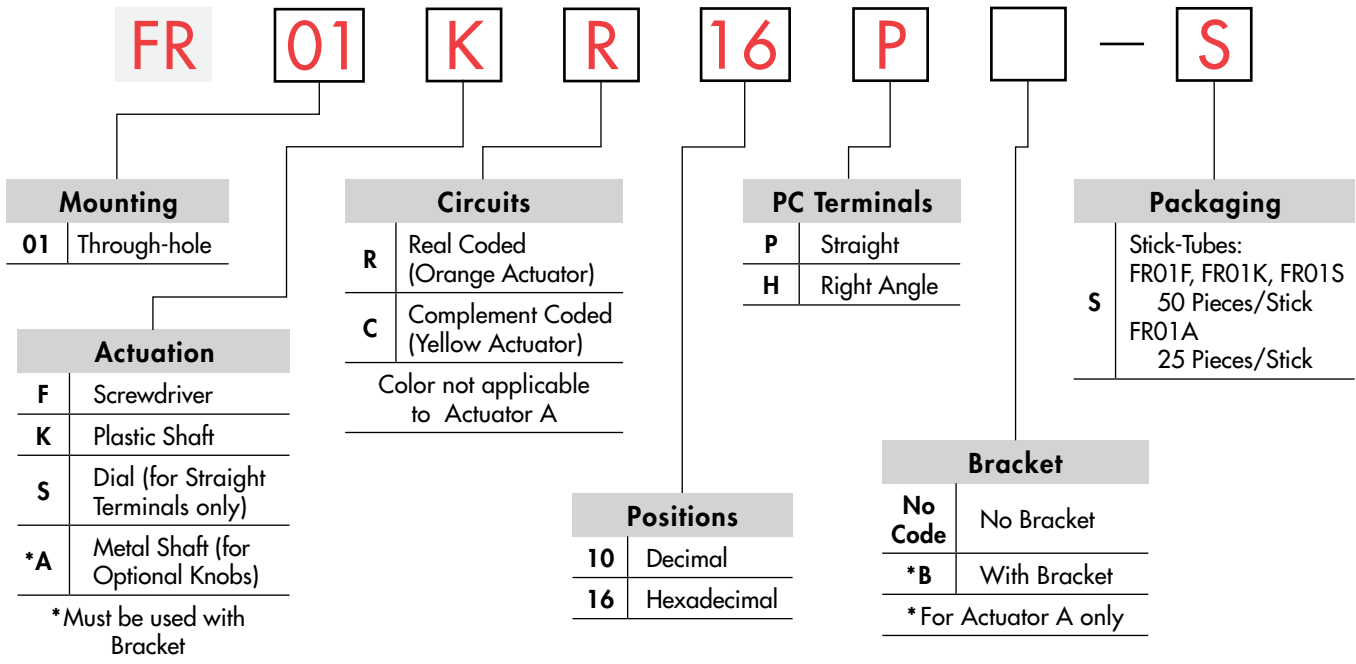 FR 01 K R 16 P — S
Mounting
01 Through-hole
Actuation
F Screwdriver
K Plastic Shaft
S Dial (for Straight
Terminals only)
*A Metal Shaft (for
Optional Knobs)
*Must be used with
Bracket
Circuits
R Real Coded
(Orange Actuator)
C Complement Coded
(Yellow Actuator)
Color not applicable
to Actuator A
Positions
10 Decimal
16 Hexadecimal
PC Terminals
P Straight
H Right Angle
Bracket
No
Code No Bracket
*B With Bracket
*For Actuator A only
Packaging
S Stick-Tubes:
FR01F, FR01K, FR01S
50 Pieces/Stick
FR01A
25 Pieces/Stick